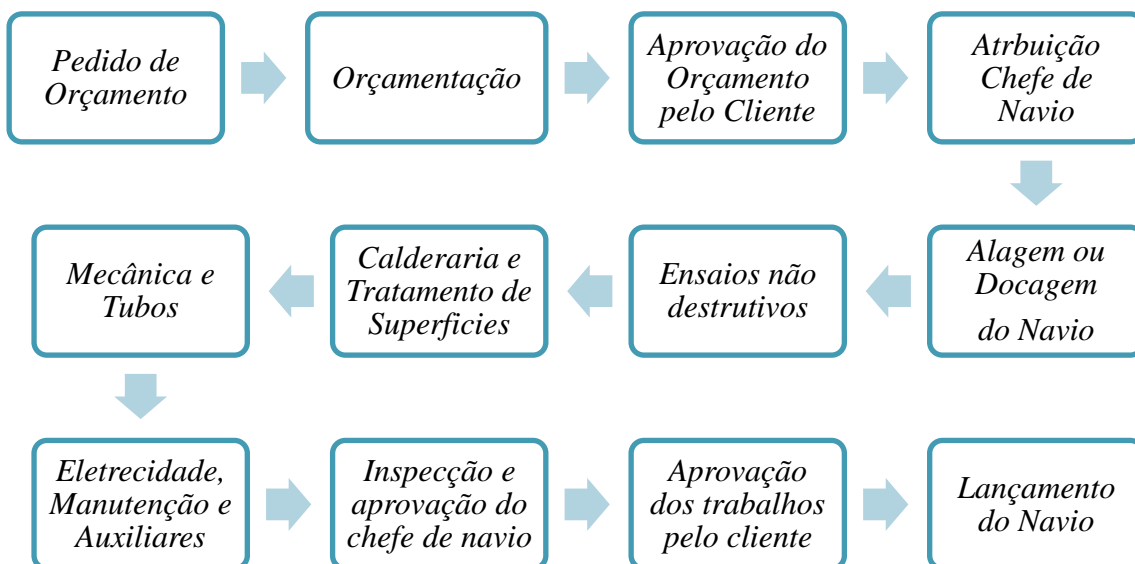 Pedido de
Orçamento
Orçamentação
Aprovação do
Orçamento
pelo Cliente
Atrbuição
Chefe de
Navio
Alagem ou
Docagem
do Navio
Ensaios não
destrutivos
Calderaria e
Tratamento de
Superficies
Mecânica e
Tubos
Eletrecidade,
Manutenção e
Auxiliares
Inspecção e
aprovação do
chefe de navio
Aprovação
dos trabalhos
pelo cliente
Lançamento
do Navio